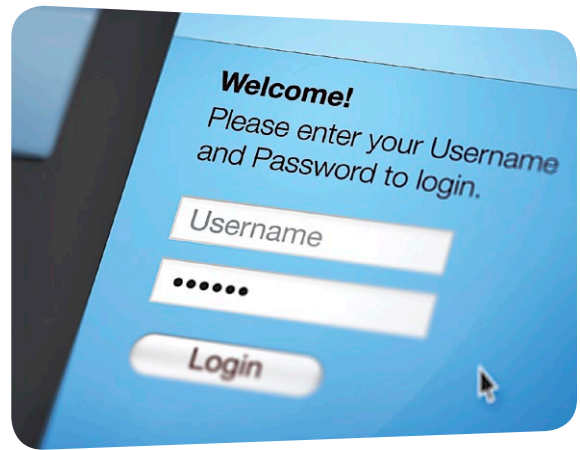 Welcome!
Please enter your Username
and Password to login.
Username
••••••
Login